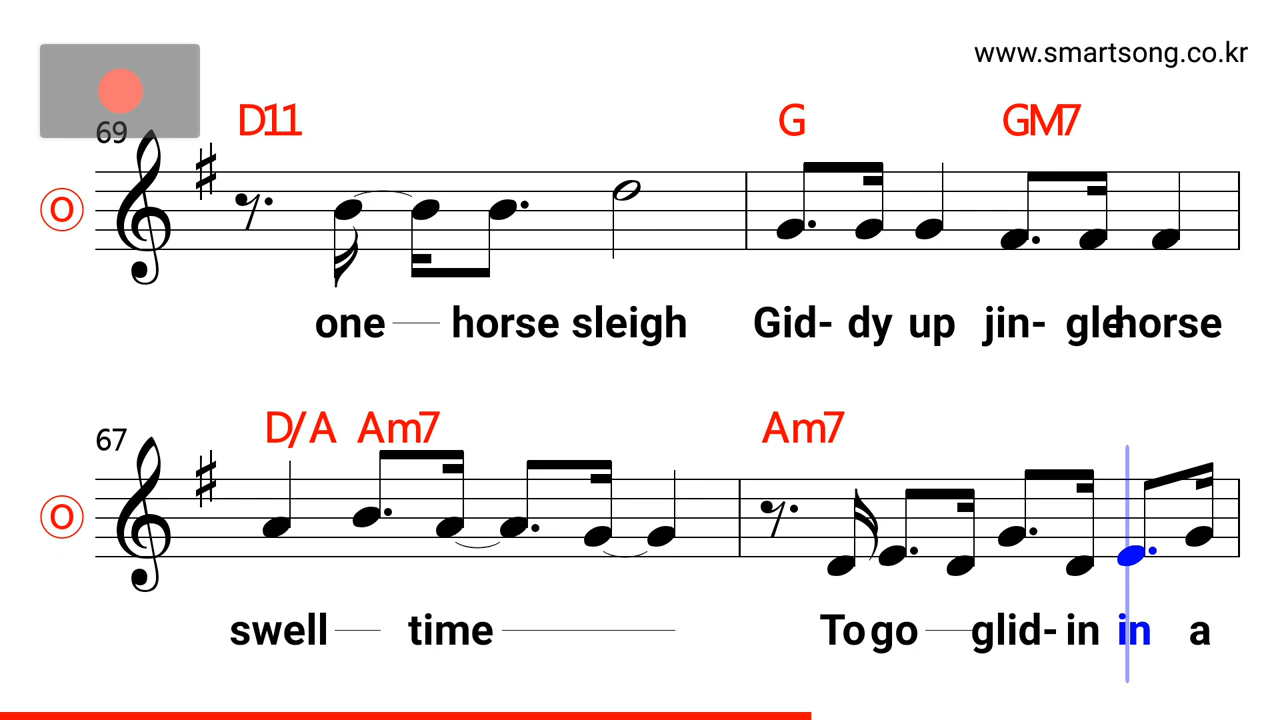 www.smartsong.co.kr
69
D11 G GM7
O
one horse sleigh Gid- dy up jin- gle horse
67
D/A Am7 Am7
O
swell time To go glid- in in a